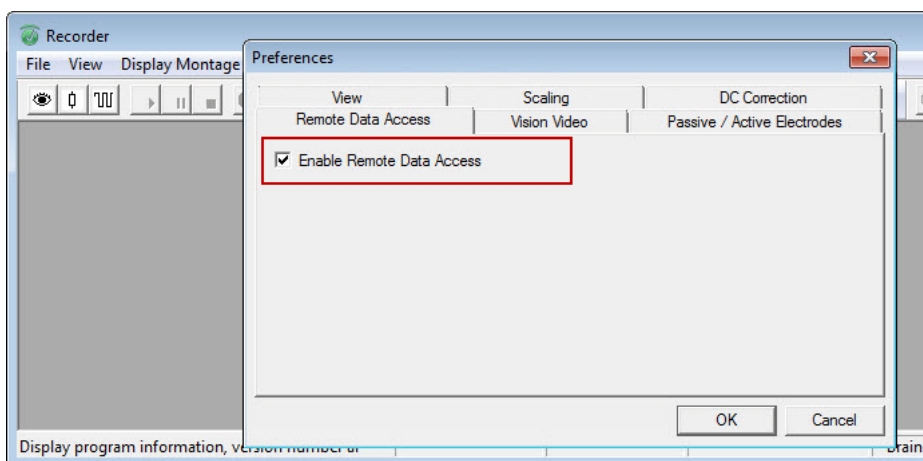 Recorder
File View Display Montage
Preferences
View Scaling DC Correction
Remote Data Access Vision Video Passive / Active Electrodes
Enable Remote Data Access
OK Cancel
Display program information, version number